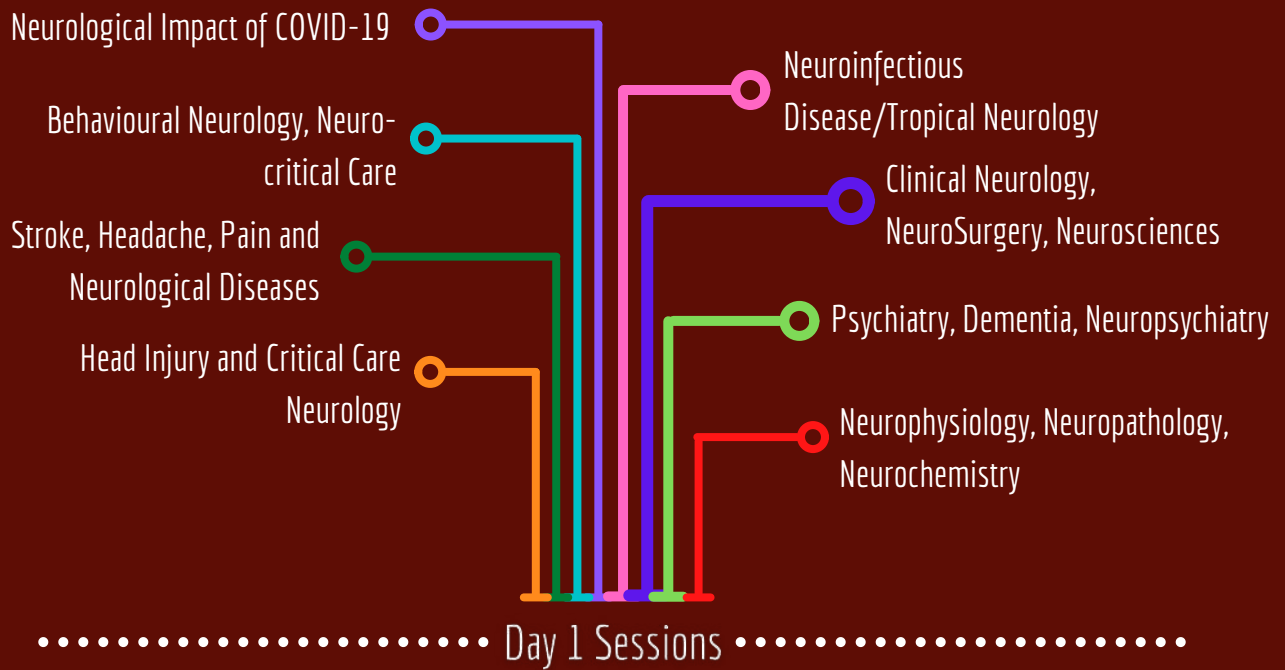 Neurological Impact of COVID-19
Behavioural Neurology, Neuro-
critical Care
Stroke, Headache, Pain and
Neurological Diseases
Head Injury and Critical Care
Neurology
Neuroinfectious
Disease/Tropical Neurology
Clinical Neurology,
NeuroSurgery, Neurosciences
Psychiatry, Dementia, Neuropsychiatry
Neurophysiology, Neuropathology,
Neurochemistry
Day 1 Sessions